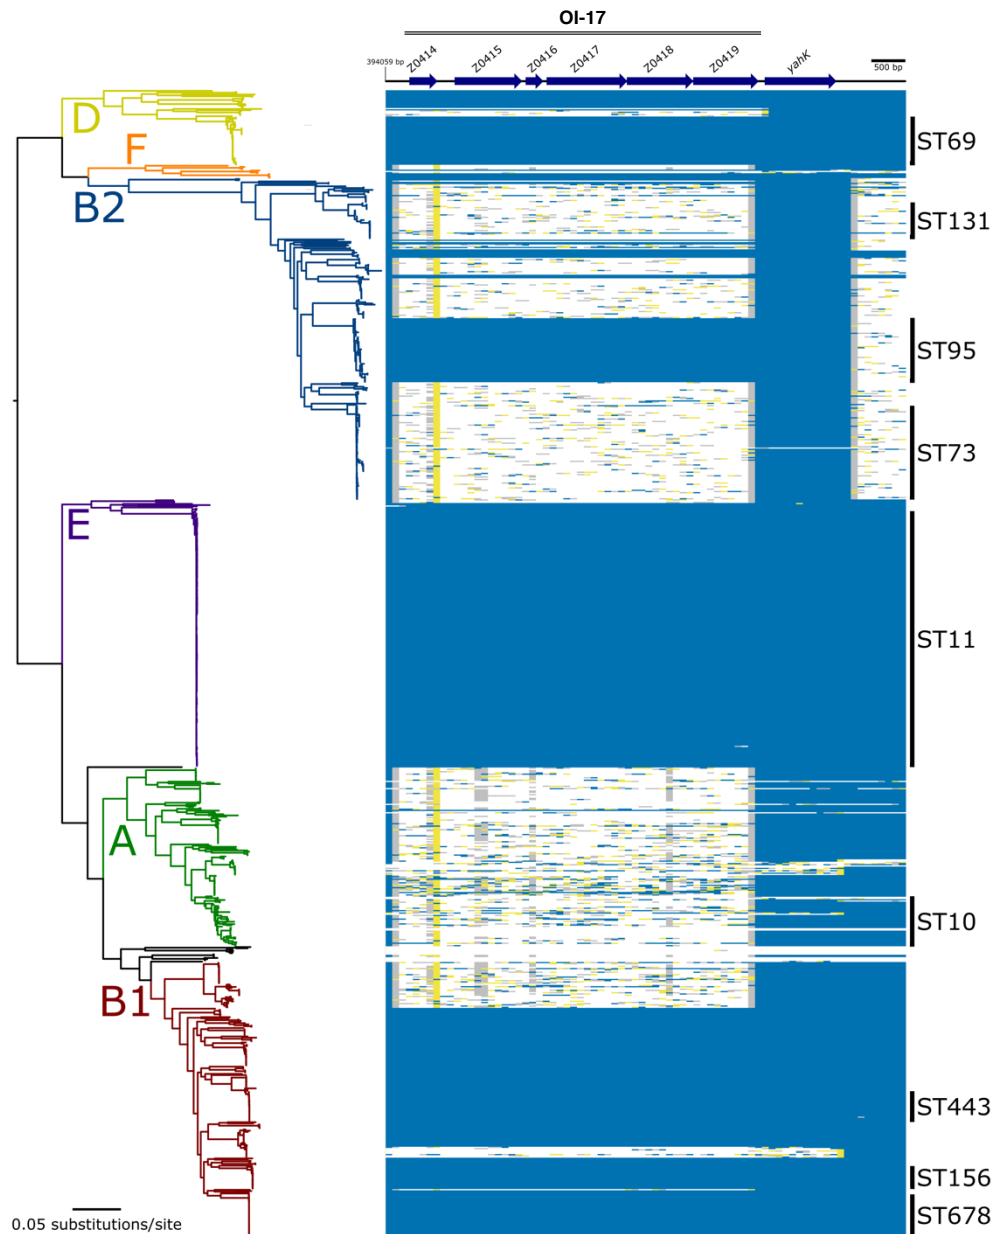 OI-17
394059 bp
Z0414
Z0415
Z0416
Z0417
Z0418
Z0419
yahK
500 bp
D
F
B2
E
A
B1
ST69
ST131
ST95
ST73
ST11
ST10
ST443
ST156
ST678
0.05 substitutions/site